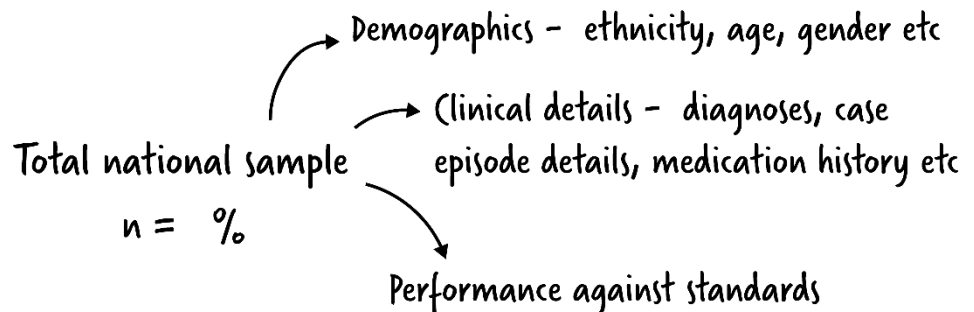 Demographics - ethnicity, age, gender etc
Clinical details - diagnoses, case
episode details, medication history etc
Total national sample
n = %
Performance against standards